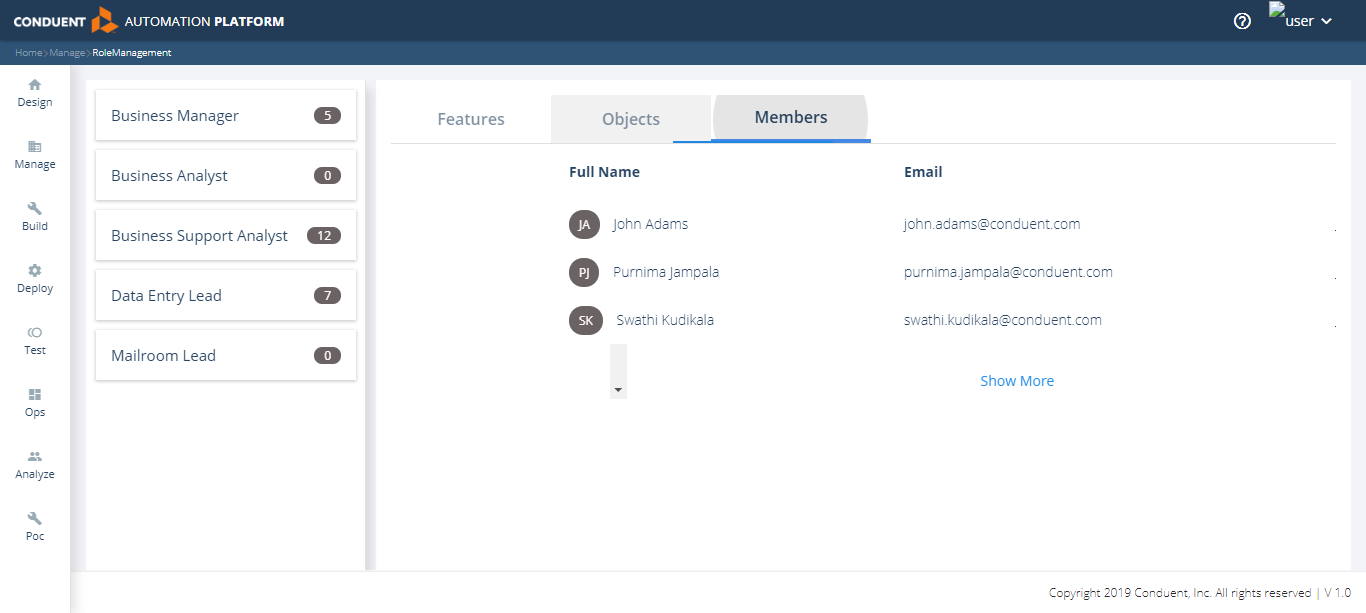 CONDUENT AUTOMATION PLATFORM
user
Home>Manage>RoleManagement
Design
Manage
Build
Deploy
Test
Ops
Analyze
Poc
Business Manager 5
Business Analyst 0
Business Support Analyst 12
Data Entry Lead 7
Mailroom Lead 0
Features Objects Members
Full Name Email
JA John Adams john.adams@conduent.com
PJ Purnima Jampala purnima.jampala@conduent.com
SK Swathi Kudikala swathi.kudikala@conduent.com
Show More
Copyright 2019 Conduent, Inc. All rights reserved | V 1.0